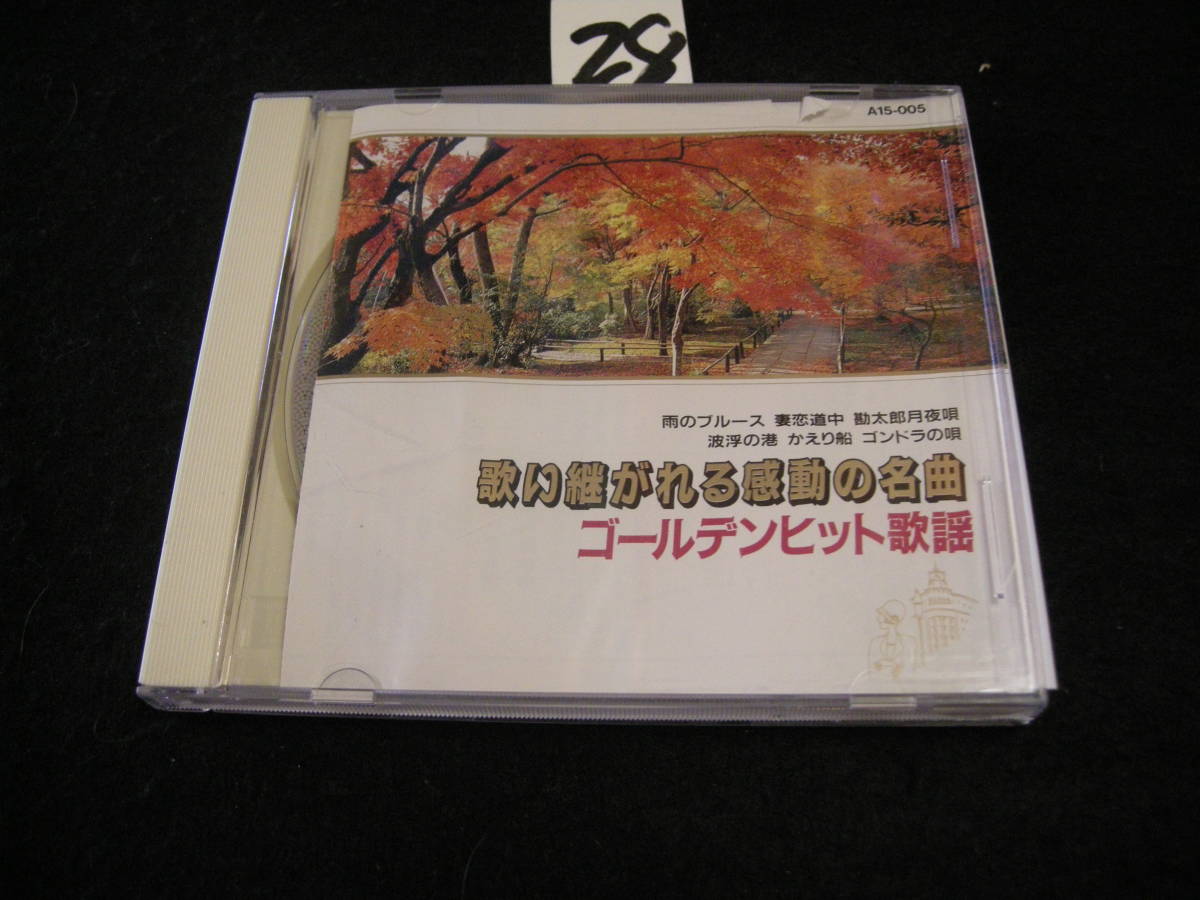 82
A15-005
雨のブルース 妻恋道中 勘太郎月夜唄
波浮の港 かえり船 ゴンドラの唄
歌い継がれる感動の名曲
ゴールデンヒット歌謡